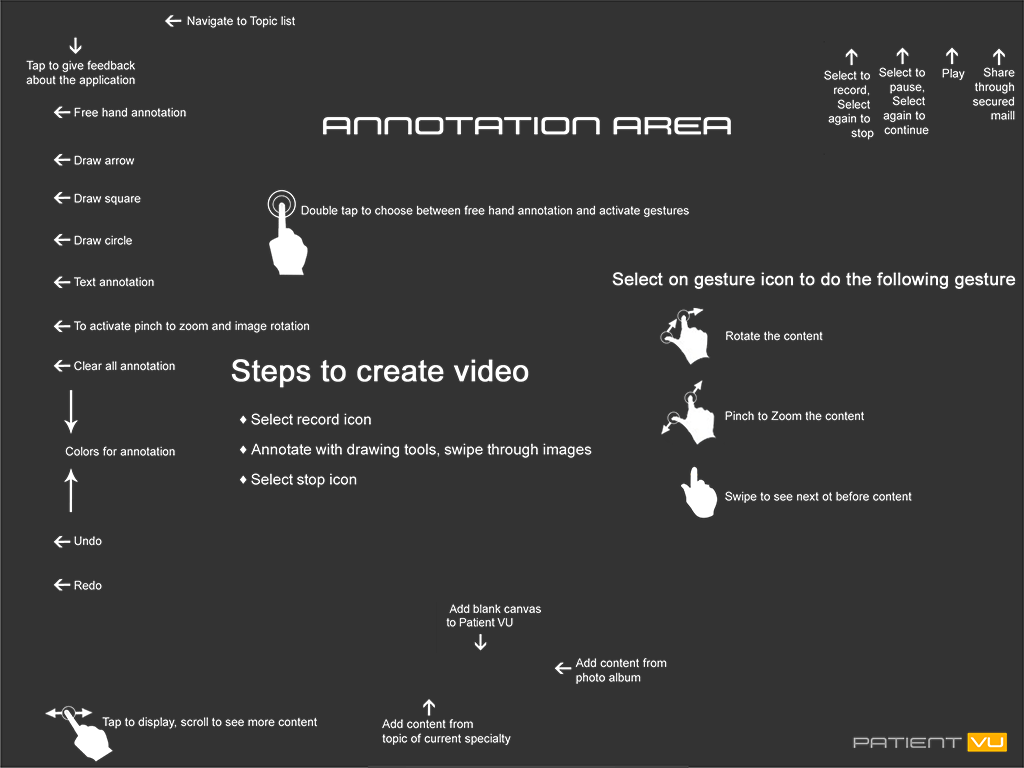 Navigate to Topic list
Tap to give feedback
about the application
Select to
record,
Select
again to
stop
Select to
pause,
Select
again to
continue
Play
Share
through
secured
maill
Free hand annotation
ANNOTATION AREA
Draw arrow
Draw square
Double tap to choose between free hand annotation and activate gestures
Draw circle
Text annotation
Select on gesture icon to do the following gesture
To activate pinch to zoom and image rotation
Rotate the content
Clear all annotation
Steps to create video
♦ Select record icon
Pinch to Zoom the content
♦ Annotate with drawing tools, swipe through images
Colors for annotation
♦ Select stop icon
Swipe to see next ot before content
Undo
Redo
Add blank canvas
to Patient VU
Add content from
photo album
Tap to display, scroll to see more content
Add content from
topic of current specialty
PATIENT VU